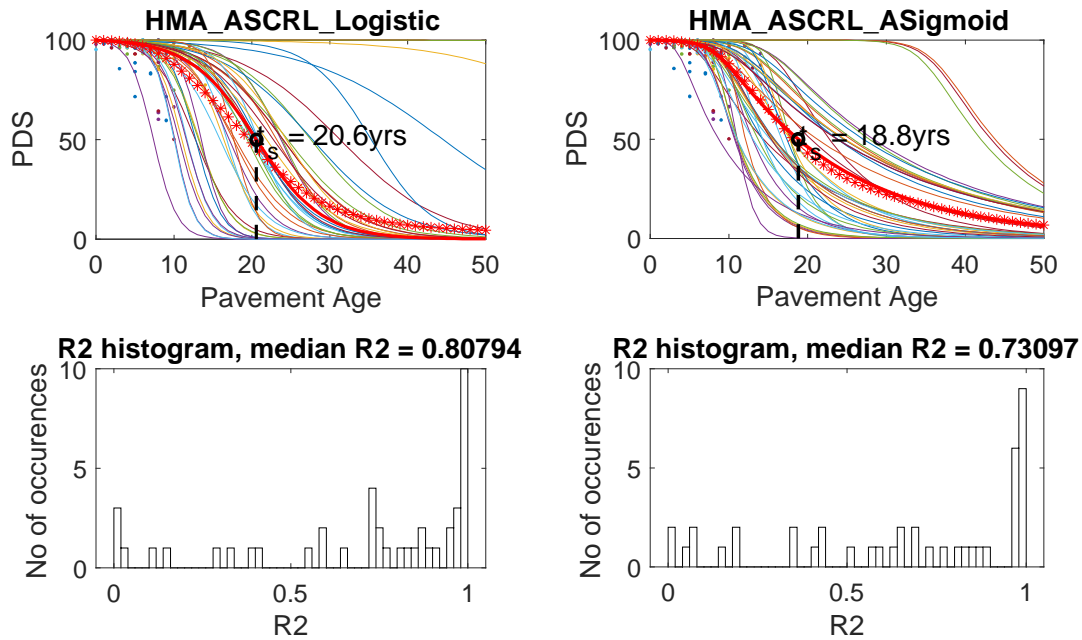 HMA_ASCRL_Logistic
PDS
100
50
0
t_s = 20.6yrs
0 10 20 30 40 50
Pavement Age
HMA_ASCRL_ASigmoid
PDS
100
50
0
t_s = 18.8yrs
0 10 20 30 40 50
Pavement Age
R2 histogram, median R2 = 0.80794
No of occurences
10
5
0
0 0.5 1
R2
R2 histogram, median R2 = 0.73097
No of occurences
10
5
0
0 0.5 1
R2